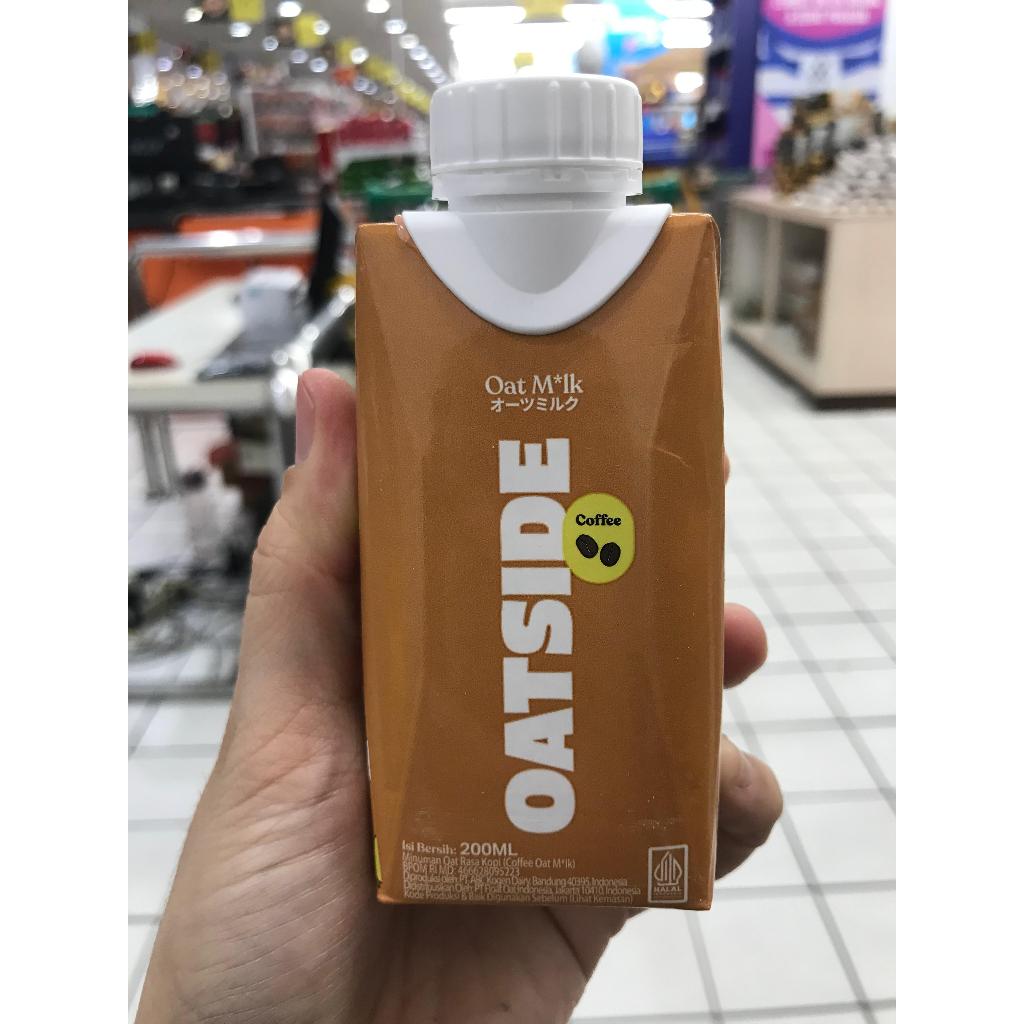 Oat M*lk
オーツミルク
OATSIDE
Coffee
Isi Bersih: 200ML
Minuman Oat Rasa Kopi (Coffee Oat M*lk)
BPOM RI MD: 466628095223
Diproduksi oleh: PT ABC Kogen Dairy, Bandung 40395, Indonesia
Didistribusikan Oleh: PT Float Oat Indonesia, Jakarta 10410, Indonesia
Kode Produksi & Baik Digunakan Sebelum (Lihat Kemasan)
HALAL